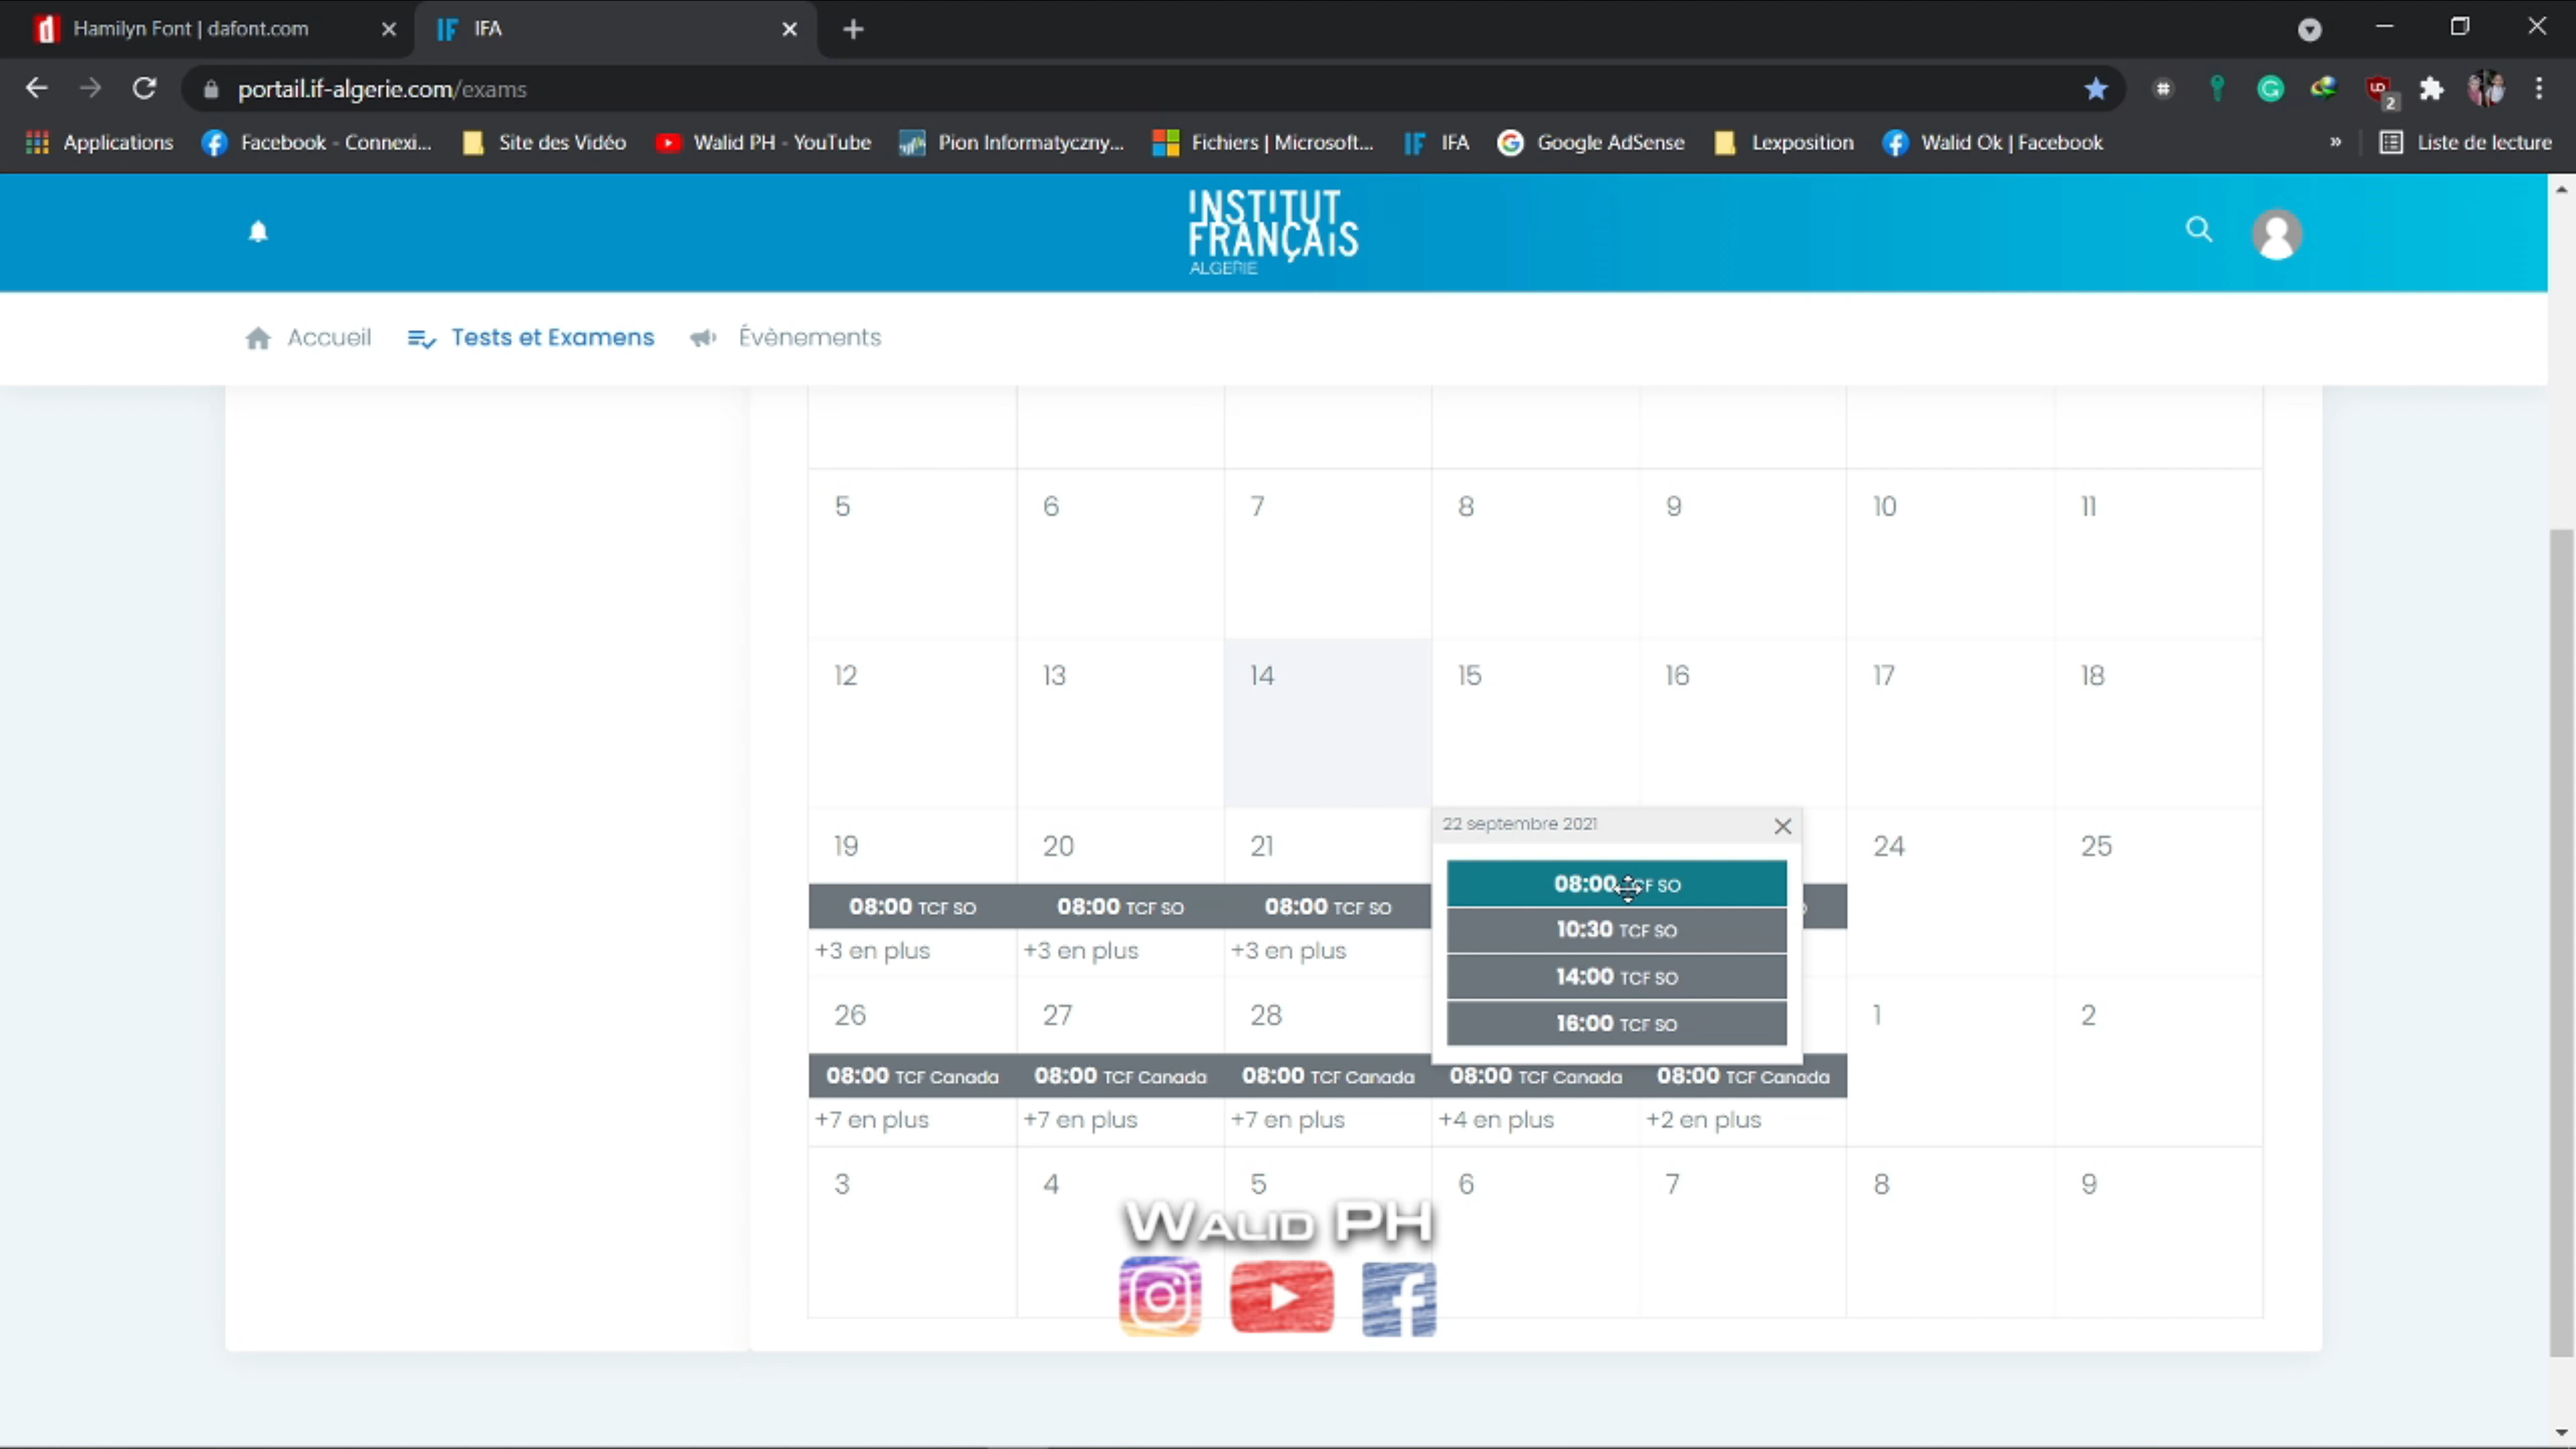 Hamilyn Font | dafont.com
IFA
portail.if-algerie.com/exams
2
Applications
Facebook - Connexi...
Site des Vidéo
Walid PH - YouTube
Pion Informatyczny...
Fichiers | Microsoft...
IFA
Google AdSense
Lexposition
Walid Ok | Facebook
»
Liste de lecture
INSTITUT
FRANÇAIS
ALGERIE
Accueil
Tests et Examens
Évènements
5 6 7 8 9 10 11
12 13 14 15 16 17 18
22 septembre 2021
19 20 21 24 25
08:00 TCF SO
10:30 TCF SO
14:00 TCF SO
16:00 TCF SO
08:00 TCF SO 08:00 TCF SO 08:00 TCF SO
+3 en plus +3 en plus +3 en plus
26 27 28 1 2
08:00 TCF Canada 08:00 TCF Canada 08:00 TCF Canada 08:00 TCF Canada 08:00 TCF Canada
+7 en plus +7 en plus +7 en plus +4 en plus +2 en plus
3 4 5 6 7 8 9
WALID PH